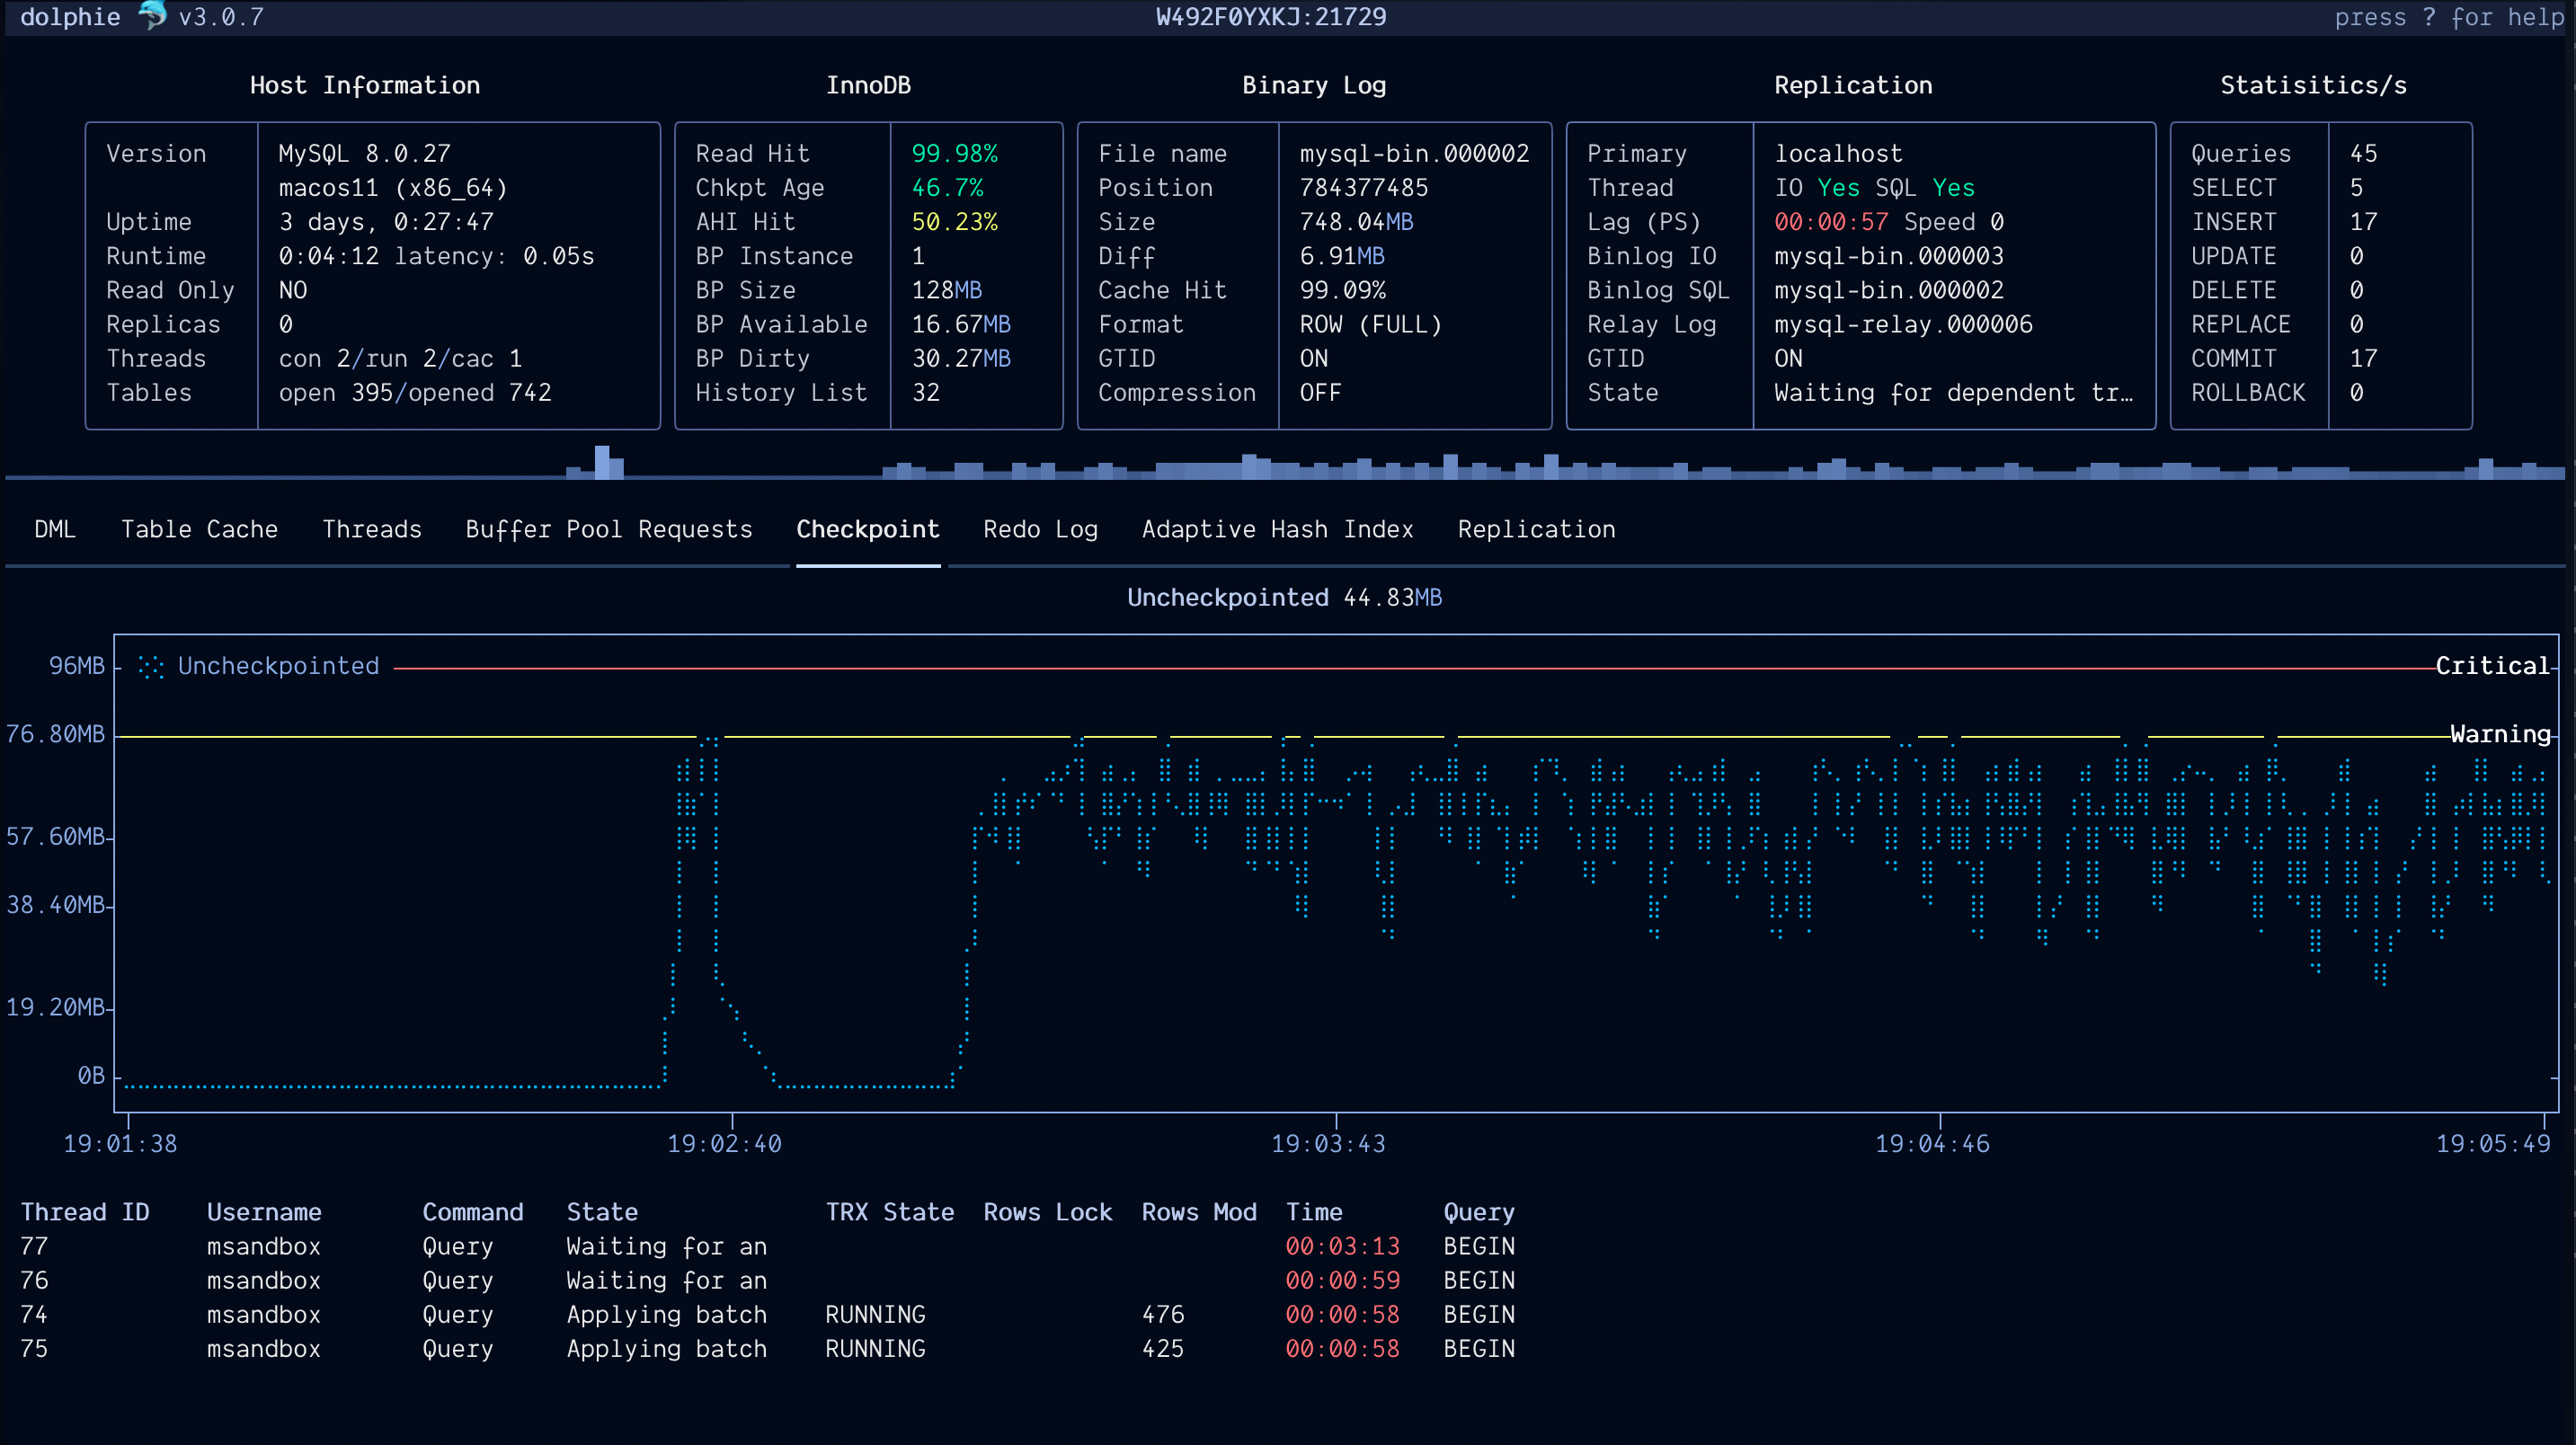 dolphie 🐬 v3.0.7 W492F0YXKJ:21729 press ? for help
Host Information InnoDB Binary Log Replication Statisitics/s
Version MySQL 8.0.27 Read Hit 99.98% File name mysql-bin.000002 Primary localhost Queries 45
macos11 (x86_64) Chkpt Age 46.7% Position 784377485 Thread IO Yes SQL Yes SELECT 5
Uptime 3 days, 0:27:47 AHI Hit 50.23% Size 748.04MB Lag (PS) 00:00:57 Speed 0 INSERT 17
Runtime 0:04:12 latency: 0.05s BP Instance 1 Diff 6.91MB Binlog IO mysql-bin.000003 UPDATE 0
Read Only NO BP Size 128MB Cache Hit 99.09% Binlog SQL mysql-bin.000002 DELETE 0
Replicas 0 BP Available 16.67MB Format ROW (FULL) Relay Log mysql-relay.000006 REPLACE 0
Threads con 2/run 2/cac 1 BP Dirty 30.27MB GTID ON GTID ON COMMIT 17
Tables open 395/opened 742 History List 32 Compression OFF State Waiting for dependent tr… ROLLBACK 0
DML Table Cache Threads Buffer Pool Requests Checkpoint Redo Log Adaptive Hash Index Replication
Uncheckpointed 44.83MB
96MB Uncheckpointed Critical
76.80MB Warning
57.60MB
38.40MB
19.20MB
0B
19:01:38 19:02:40 19:03:43 19:04:46 19:05:49
Thread ID Username Command State TRX State Rows Lock Rows Mod Time Query
77 msandbox Query Waiting for an 00:03:13 BEGIN
76 msandbox Query Waiting for an 00:00:59 BEGIN
74 msandbox Query Applying batch RUNNING 476 00:00:58 BEGIN
75 msandbox Query Applying batch RUNNING 425 00:00:58 BEGIN